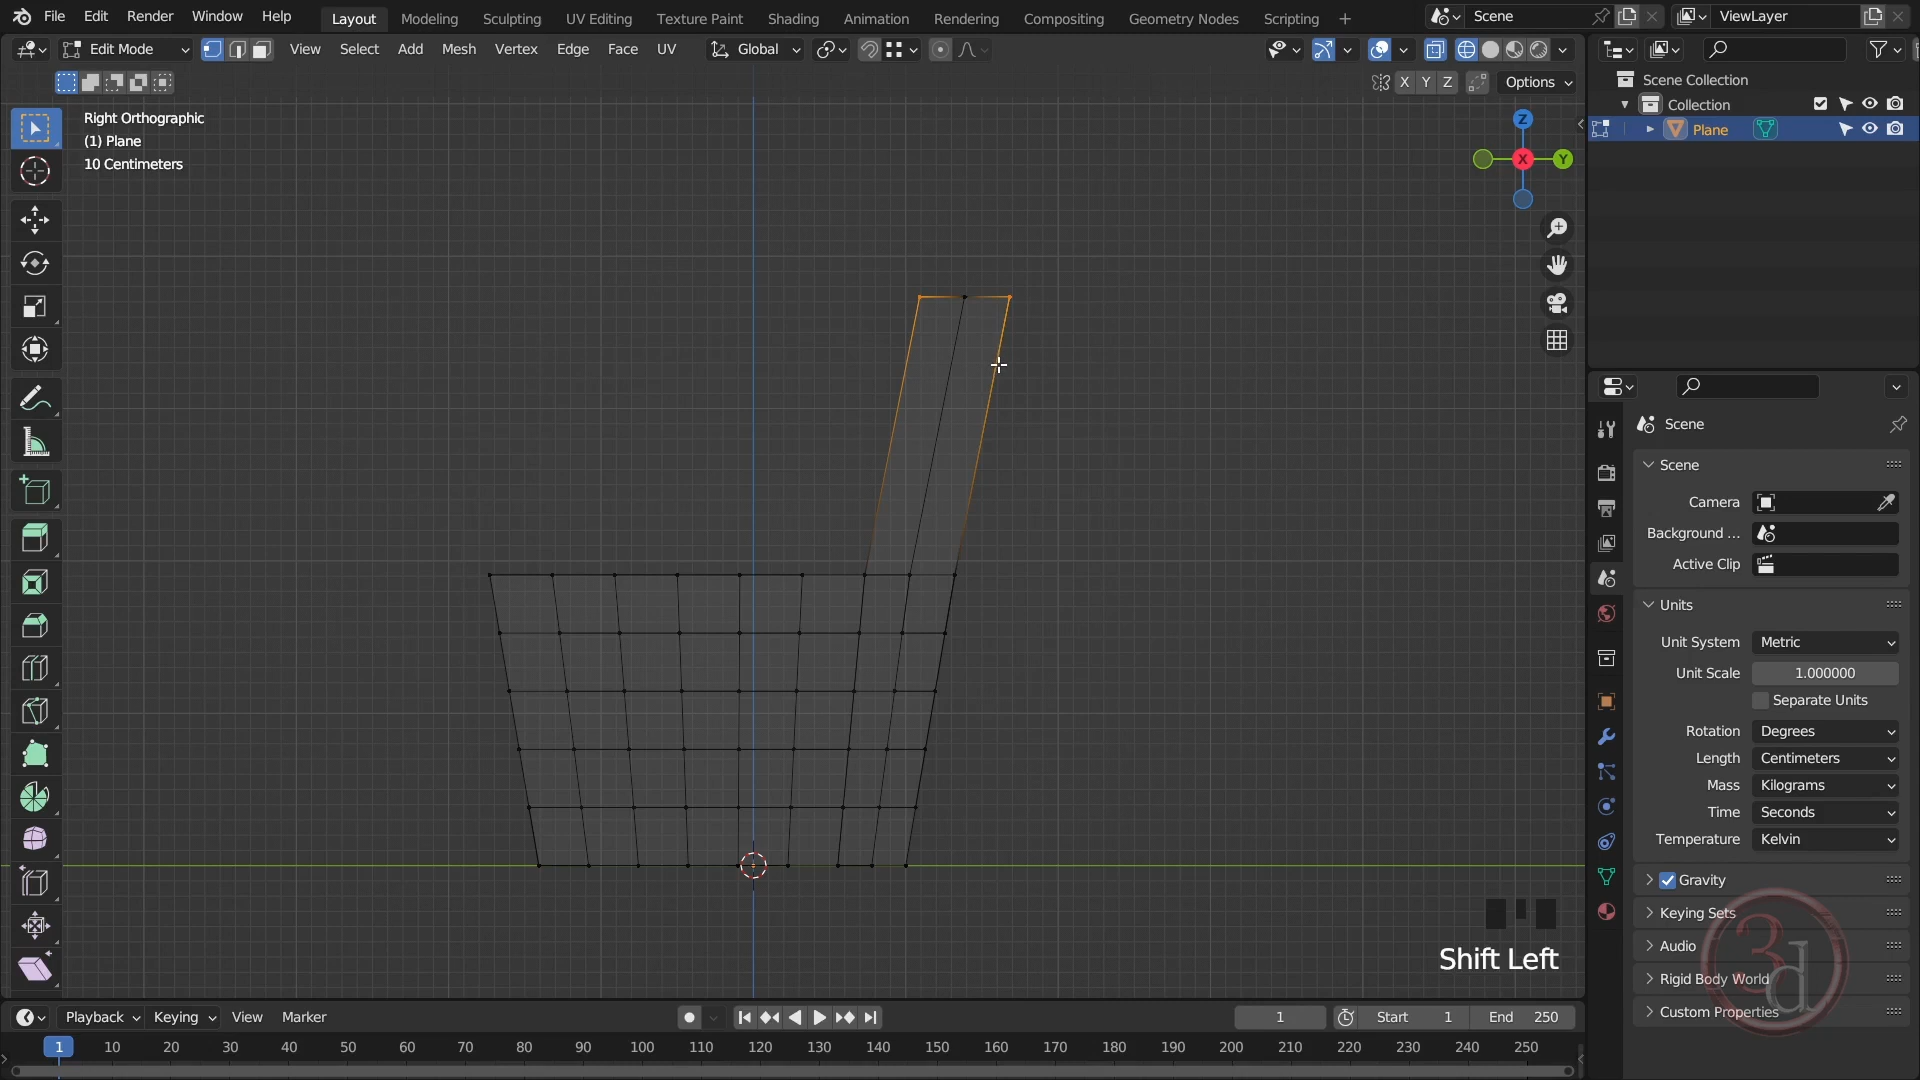 File Edit Render Window Help Layout Modeling Sculpting UV Editing Texture Paint Shading Animation Rendering Compositing Geometry Nodes Scripting + Scene ViewLayer
Edit Mode View Select Add Mesh Vertex Edge Face UV Global
X Y Z Options
Right Orthographic
(1) Plane
10 Centimeters
Z
X
Y
Scene Collection
Collection
Plane
Scene
Scene
Camera
Background ...
Active Clip
Units
Unit System Metric
Unit Scale 1.000000
Separate Units
Rotation Degrees
Length Centimeters
Mass Kilograms
Time Seconds
Temperature Kelvin
Gravity
Keying Sets
Audio
Rigid Body World
Custom Properties
3d
Shift Left
Playback Keying View Marker 1 Start 1 End 250
1 10 20 30 40 50 60 70 80 90 100 110 120 130 140 150 160 170 180 190 200 210 220 230 240 250